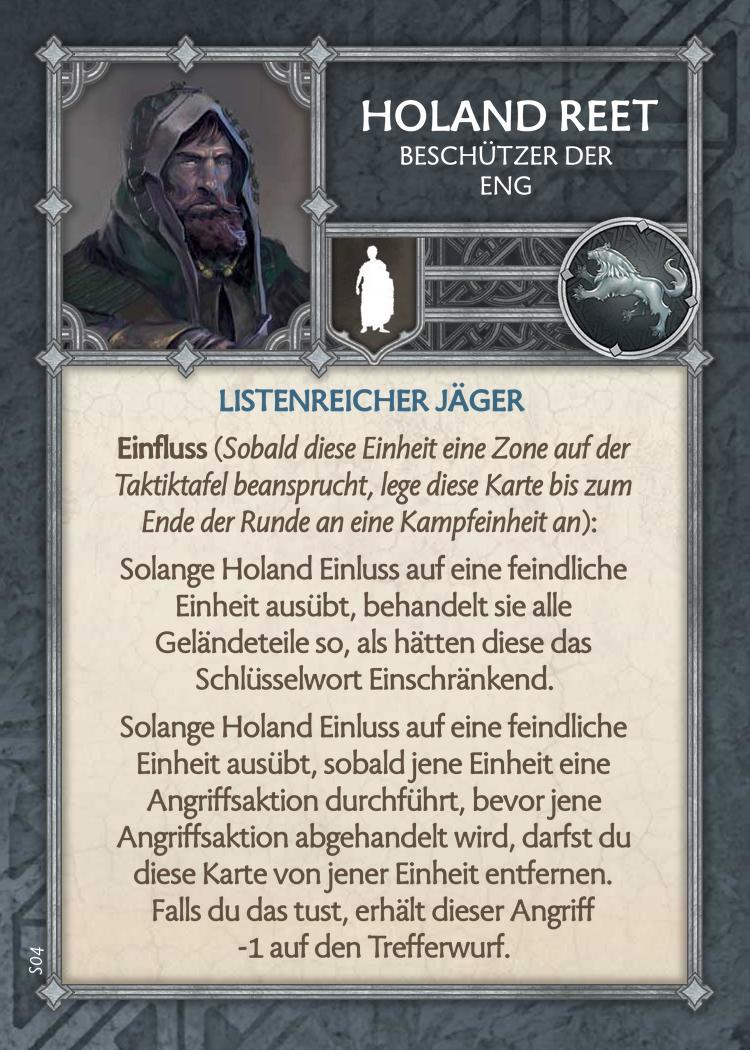 HOLAND REET
BESCHÜTZER DER
ENG
LISTENREICHER JÄGER
Einfluss (Sobald diese Einheit eine Zone auf der
Taktiktafel beansprucht, lege diese Karte bis zum
Ende der Runde an eine Kampfeinheit an):
Solange Holand Einluss auf eine feindliche
Einheit ausübt, behandelt sie alle
Geländeteile so, als hätten diese das
Schlüsselwort Einschränkend.
Solange Holand Einluss auf eine feindliche
Einheit ausübt, sobald jene Einheit eine
Angriffsaktion durchführt, bevor jene
Angriffsaktion abgehandelt wird, darfst du
diese Karte von jener Einheit entfernen.
Falls du das tust, erhält dieser Angriff
-1 auf den Trefferwurf.
S04